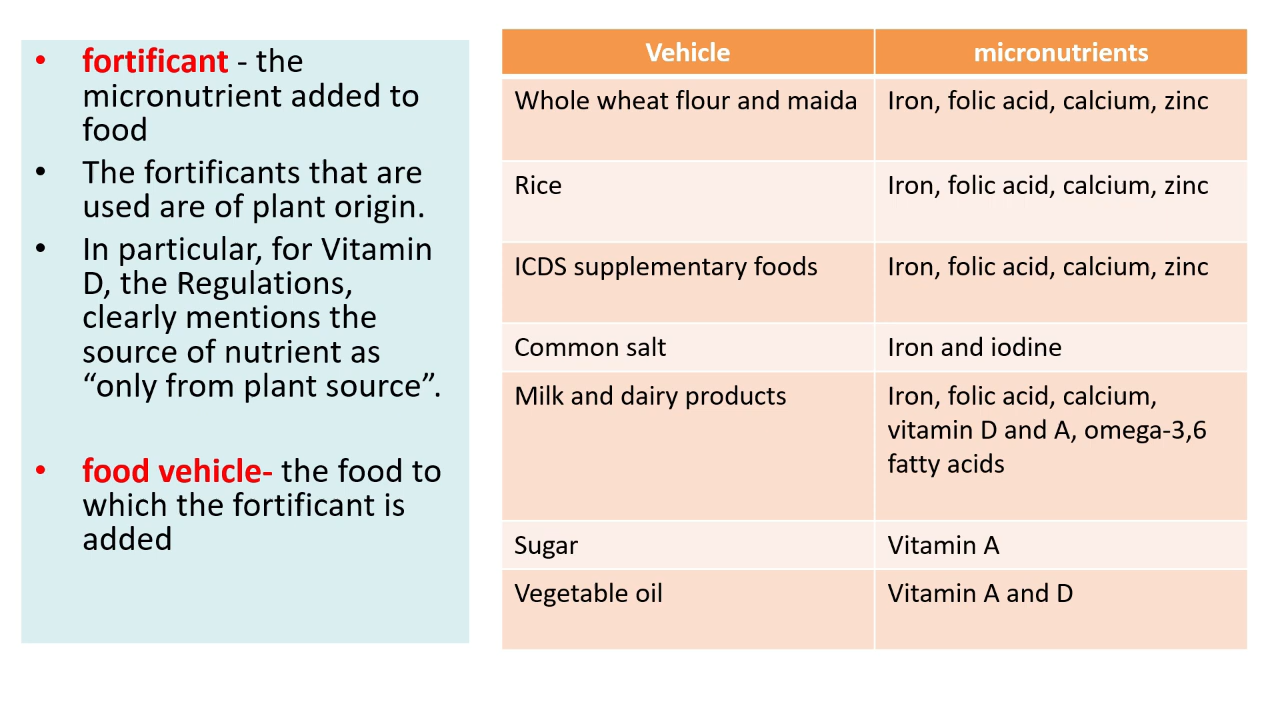 • fortificant - the
micronutrient added to
food
• The fortificants that are
used are of plant origin.
• In particular, for Vitamin
D, the Regulations,
clearly mentions the
source of nutrient as
“only from plant source”.
• food vehicle- the food to
which the fortificant is
added
Vehicle micronutrients
Whole wheat flour and maida Iron, folic acid, calcium, zinc
Rice Iron, folic acid, calcium, zinc
ICDS supplementary foods Iron, folic acid, calcium, zinc
Common salt Iron and iodine
Milk and dairy products Iron, folic acid, calcium,
vitamin D and A, omega-3,6
fatty acids
Sugar Vitamin A
Vegetable oil Vitamin A and D